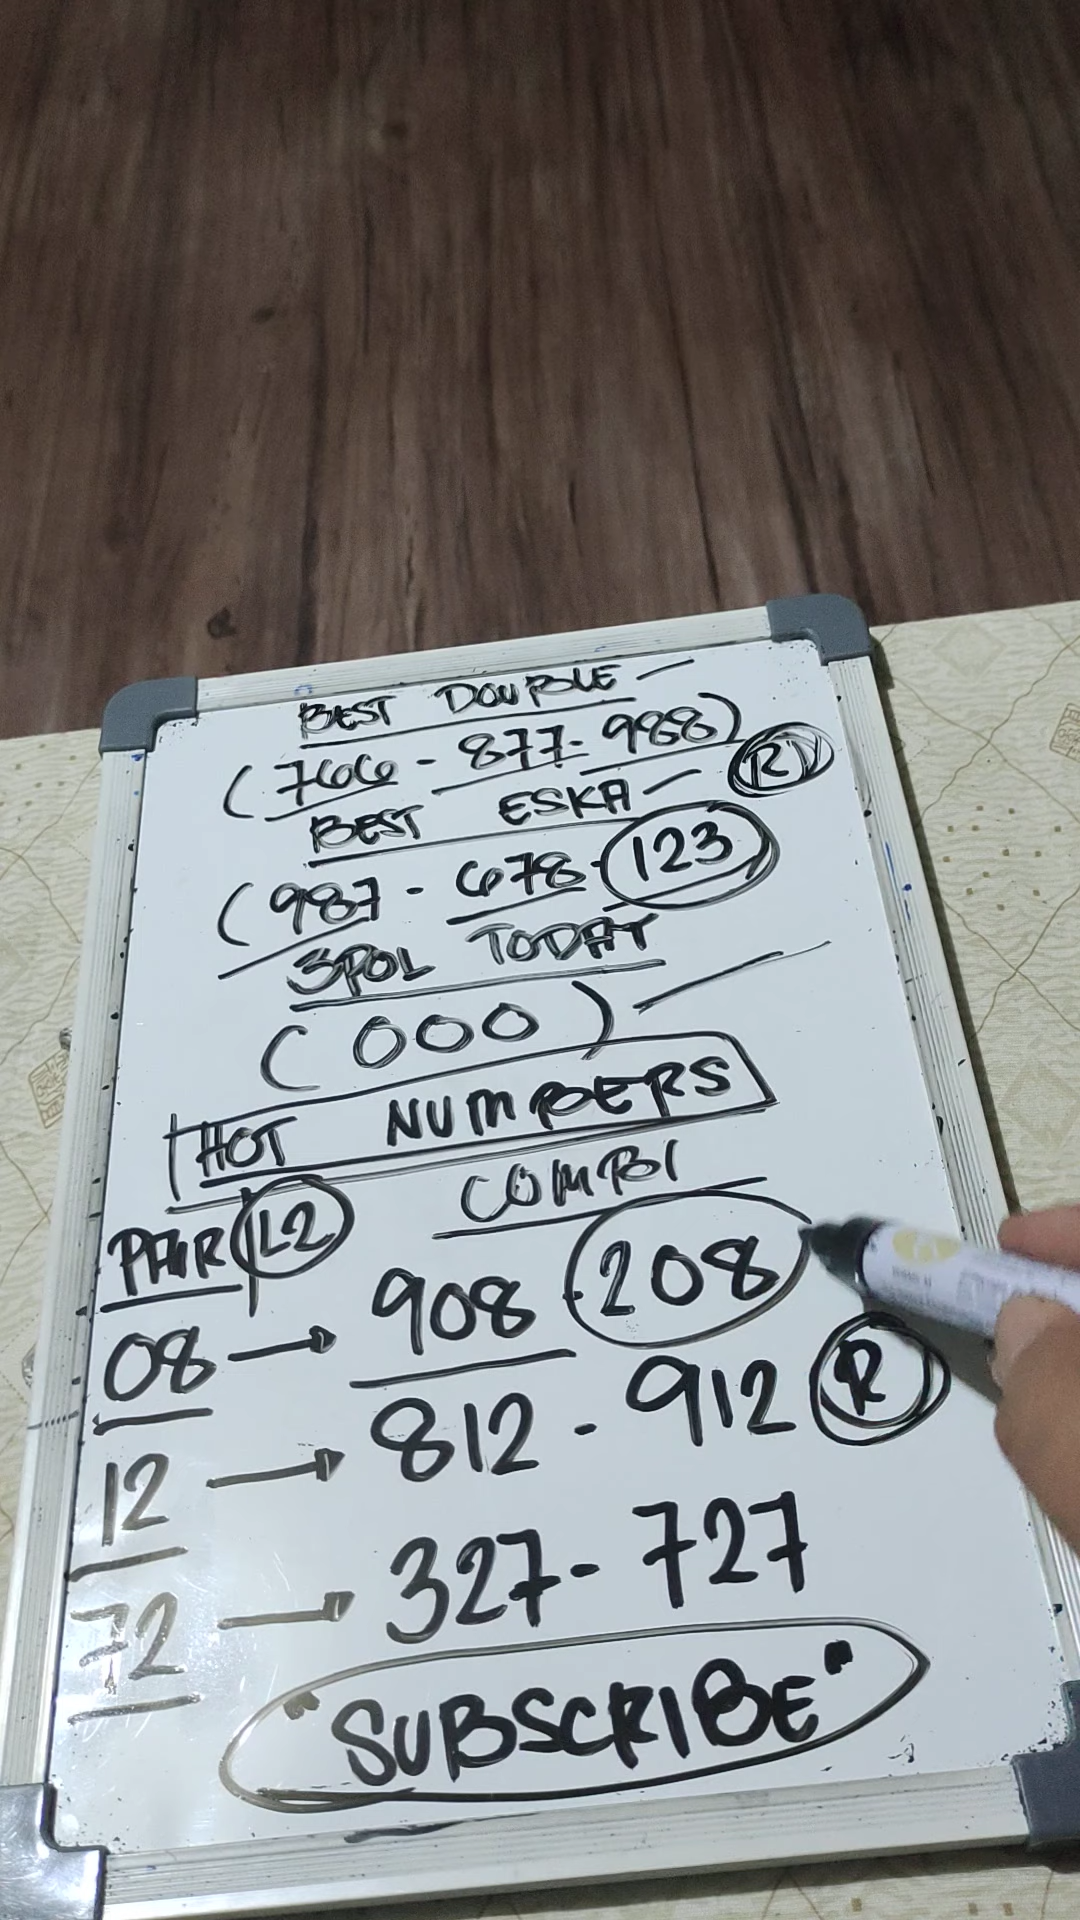 BEST DOUBLE -
(766 - 877 - 988) R
BEST ESKA -
(987 - 678 - 123)
3POL TODAY
(000) -
HOT NUMBERS
PAIR L2 COMBI
08 → 908 - 208
12 → 812 - 912 R
72 → 327 - 727
"SUBSCRIBE"